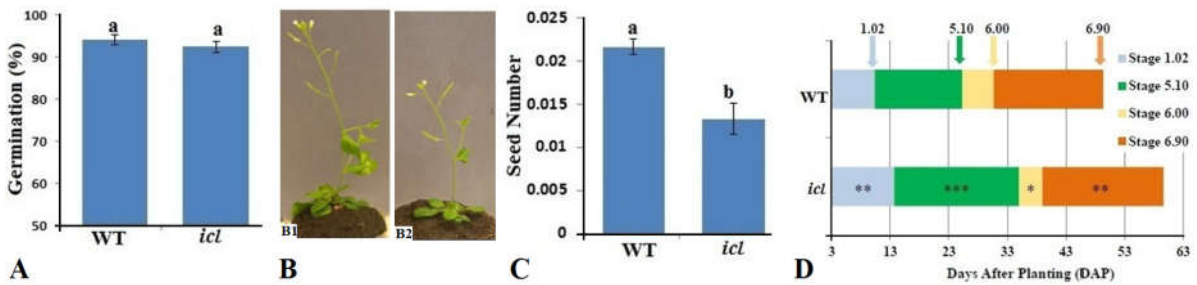 Germination (%)
100
90
80
70
60
50
a
a
WT
icl
A
B1
B2
B
Seed Number
0.025
0.02
0.015
0.01
0.005
0
a
b
WT
icl
C
1.02
5.10
6.00
6.90
WT
icl
**
***
*
**
Stage 1.02
Stage 5.10
Stage 6.00
Stage 6.90
3
13
23
33
43
53
63
Days After Planting (DAP)
D